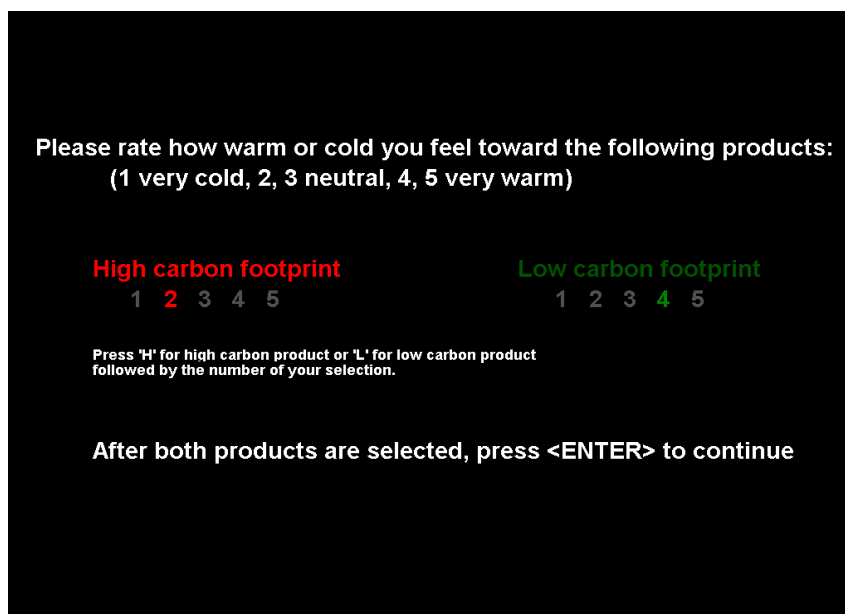 Please rate how warm or cold you feel toward the following products:
(1 very cold, 2, 3 neutral, 4, 5 very warm)
High carbon footprint
Low carbon footprint
1 2 3 4 5
1 2 3 4 5
Press 'H' for high carbon product or 'L' for low carbon product
followed by the number of your selection.
After both products are selected, press <ENTER> to continue